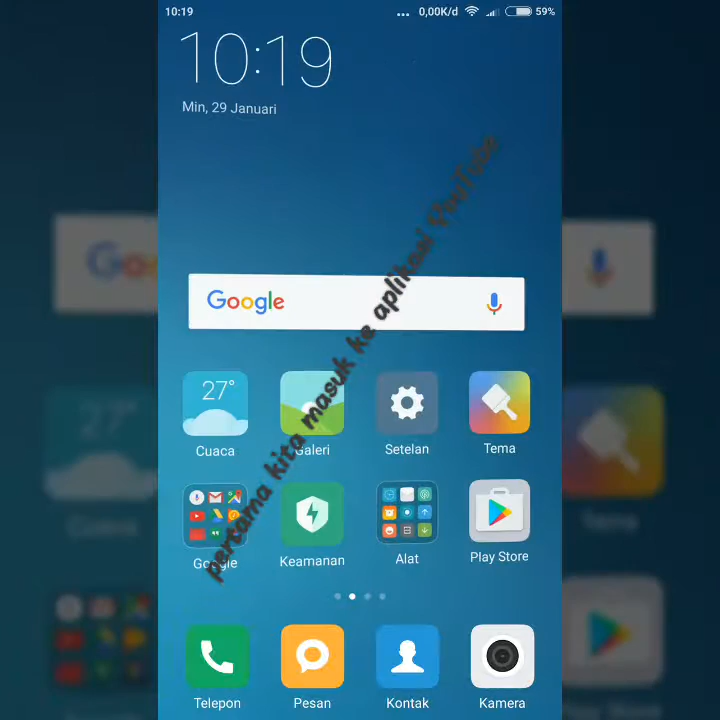 10:19
... 0,00K/d 59%
10:19
Min, 29 Januari
pertama kita masuk ke aplikasi YouTube
Google
27°
Cuaca Galeri Setelan Tema
Google Keamanan Alat Play Store
Telepon Pesan Kontak Kamera